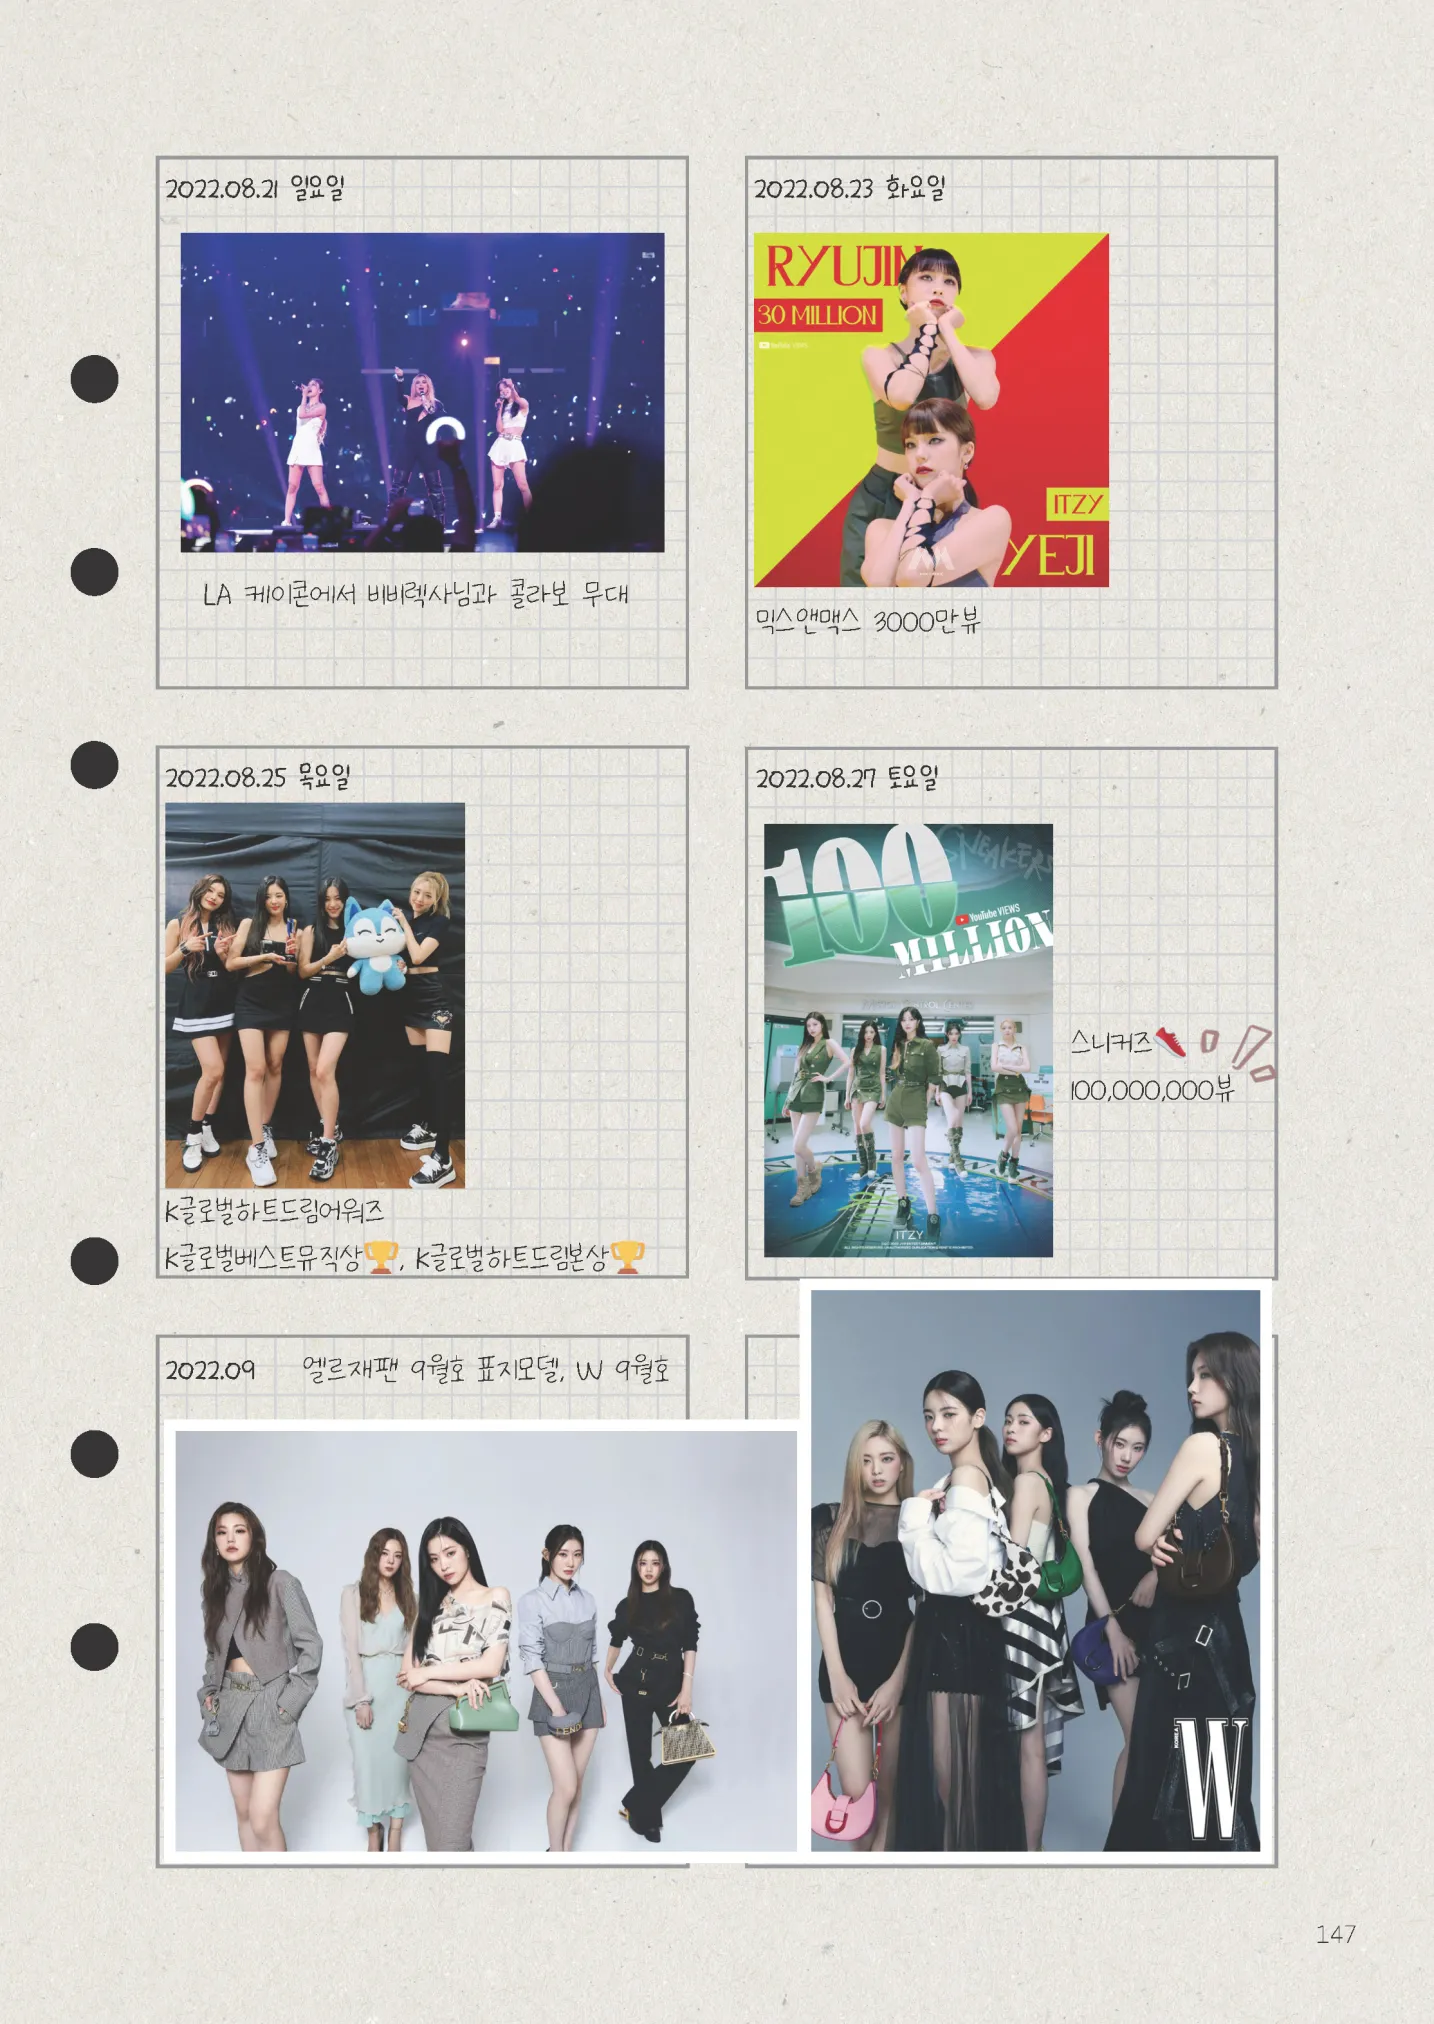 2022.08.21 일요일
LA 케이콘에서 비비렉사님과 콜라보 무대
2022.08.23 화요일
RYUJIN
30 MILLION
YouTube VIEWS
ITZY
YEJI
믹스앤맥스 3000만뷰
2022.08.25 목요일
K글로벌하트드림어워즈
K글로벌베스트뮤직상🏆, K글로벌하트드림본상🏆
2022.08.27 토요일
SNEAKERS
100
YouTube VIEWS
MILLION
ITZY
스니커즈👟
100,000,000뷰
2022.09 엘르재팬 9월호 표지모델, W 9월호
FENDI
W
KOREA
147